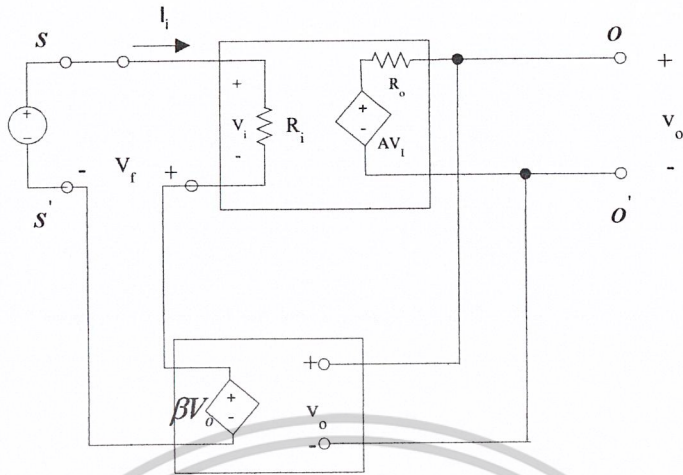 I_i
S
O
+
-
+
R_o
+
+
-
V_i
R_i
+
-
AV_I
V_o
-
V_f
+
-
-
S'
O'
+
βV_o
+
-
V_o
-